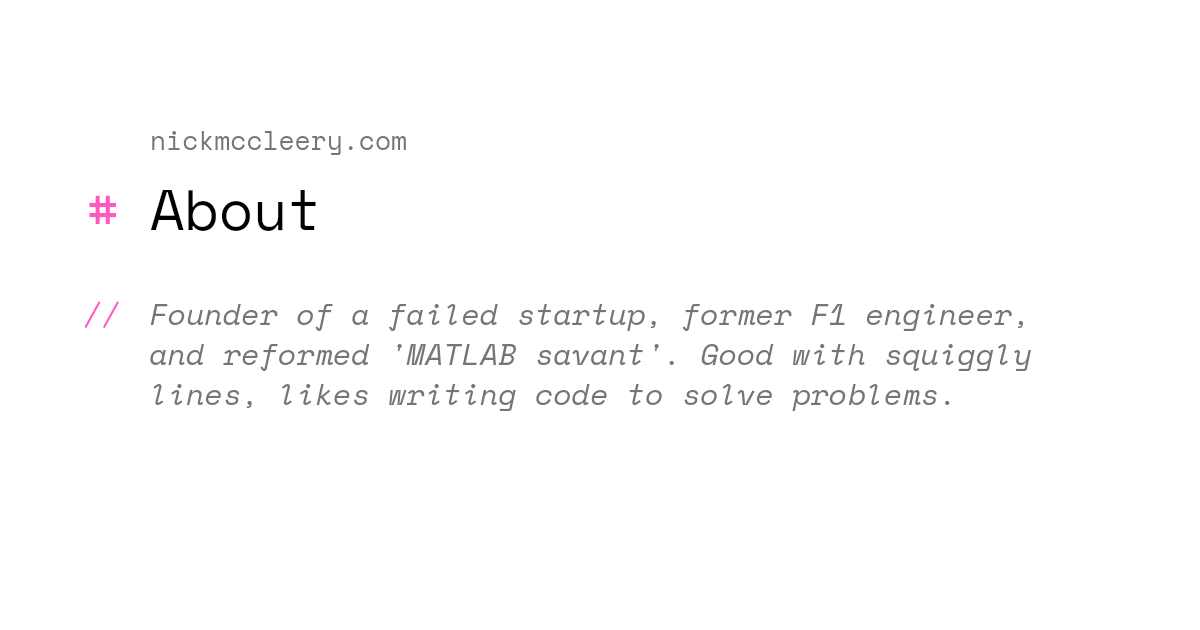 nickmccleery.com
# About
// Founder of a failed startup, former F1 engineer,
and reformed 'MATLAB savant'. Good with squiggly
lines, likes writing code to solve problems.